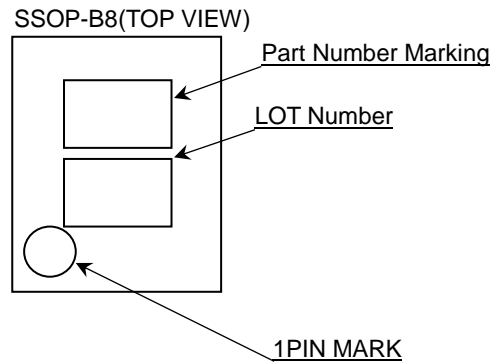 SSOP-B8(TOP VIEW)
Part Number Marking
LOT Number
1PIN MARK